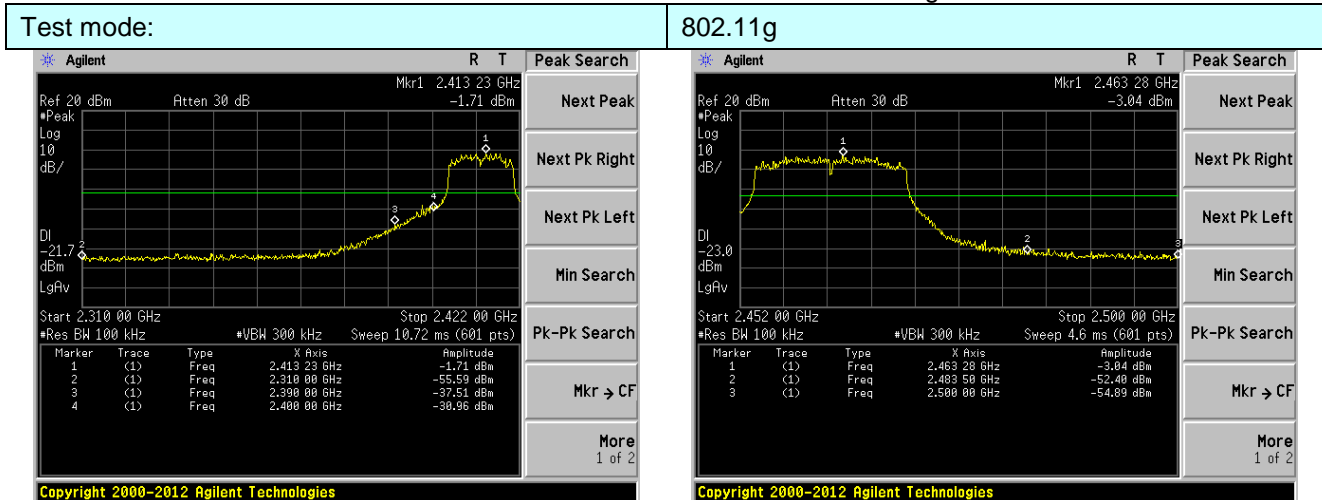 Test mode: 802.11g
Agilent R T Peak Search
Mkr1 2.413 23 GHz
Ref 20 dBm Atten 30 dB -1.71 dBm
#Peak
Log
10
dB/
1
3
4
DI
-21.7
dBm
2
LgAv
Start 2.310 00 GHz Stop 2.422 00 GHz
#Res BW 100 kHz #VBW 300 kHz Sweep 10.72 ms (601 pts)
Marker Trace Type X Axis Amplitude
1 (1) Freq 2.413 23 GHz -1.71 dBm
2 (1) Freq 2.310 00 GHz -55.59 dBm
3 (1) Freq 2.390 00 GHz -37.51 dBm
4 (1) Freq 2.400 00 GHz -30.96 dBm
Next Peak
Next Pk Right
Next Pk Left
Min Search
Pk-Pk Search
Mkr → CF
More
1 of 2
Copyright 2000-2012 Agilent Technologies
Agilent R T Peak Search
Mkr1 2.463 28 GHz
Ref 20 dBm Atten 30 dB -3.04 dBm
#Peak
Log
10
dB/
1
DI
-23.0
dBm
2
3
LgAv
Start 2.452 00 GHz Stop 2.500 00 GHz
#Res BW 100 kHz #VBW 300 kHz Sweep 4.6 ms (601 pts)
Marker Trace Type X Axis Amplitude
1 (1) Freq 2.463 28 GHz -3.04 dBm
2 (1) Freq 2.483 50 GHz -52.40 dBm
3 (1) Freq 2.500 00 GHz -54.89 dBm
Next Peak
Next Pk Right
Next Pk Left
Min Search
Pk-Pk Search
Mkr → CF
More
1 of 2
Copyright 2000-2012 Agilent Technologies